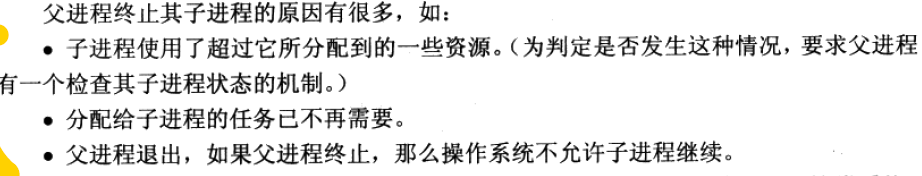 父进程终止其子进程的原因有很多，如：
• 子进程使用了超过它所分配到的一些资源。（为判定是否发生这种情况，要求父进程
有一个检查其子进程状态的机制。）
• 分配给子进程的任务已不再需要。
• 父进程退出，如果父进程终止，那么操作系统不允许子进程继续。